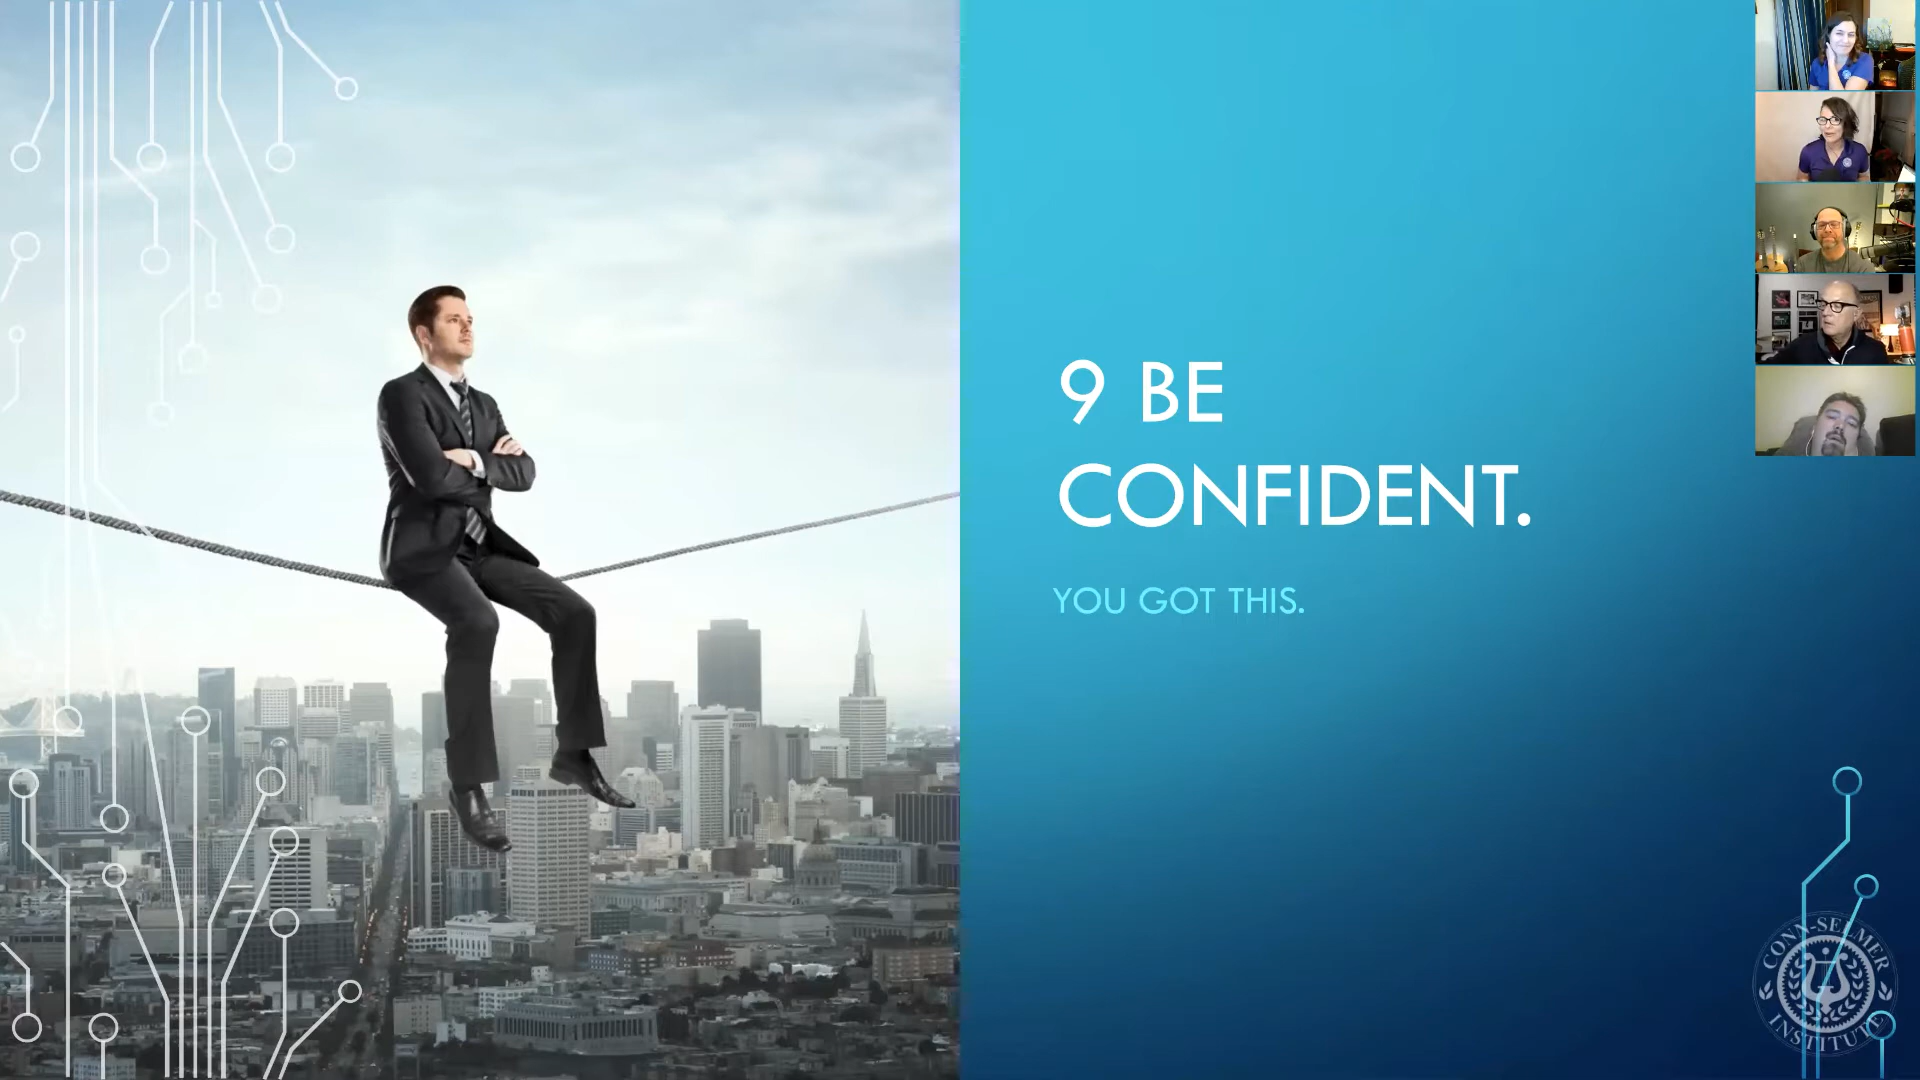 9 BE
CONFIDENT.
YOU GOT THIS.
CONN-SELMER
INSTITUTE